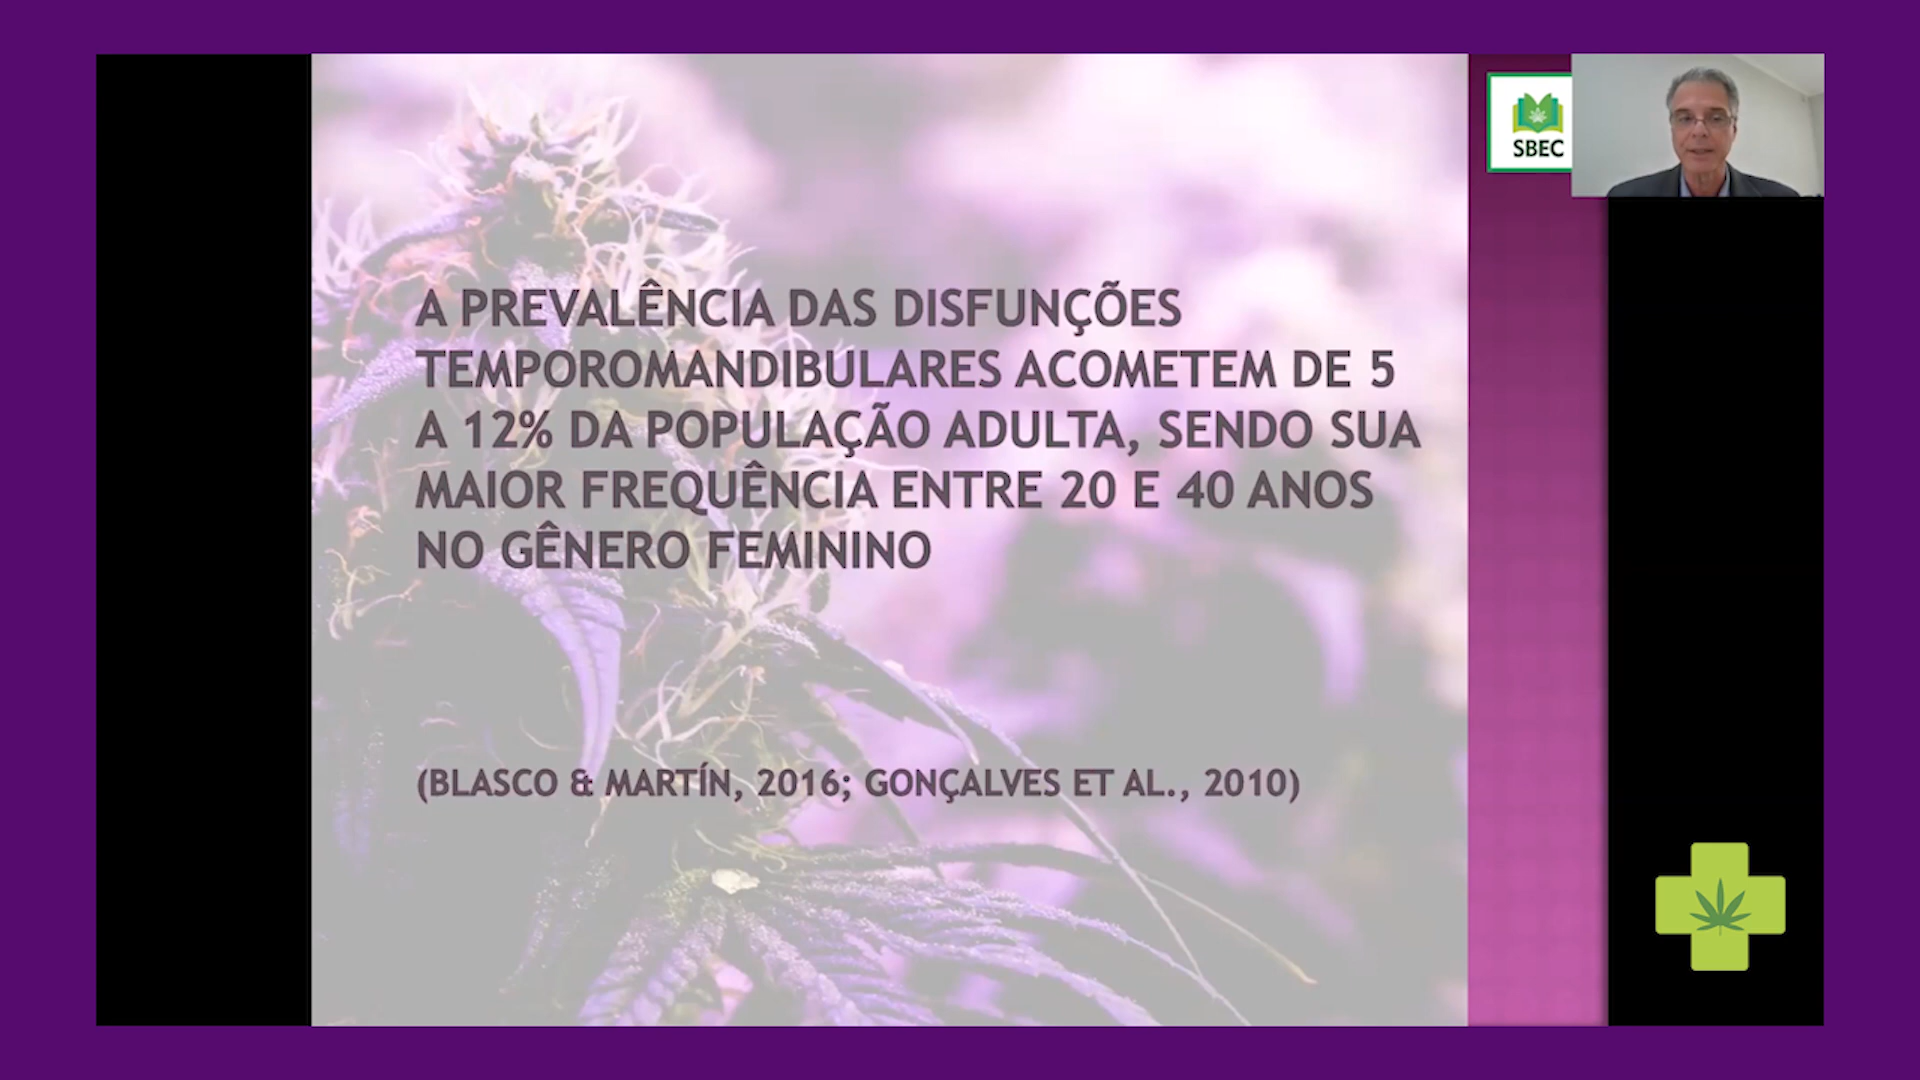 A PREVALÊNCIA DAS DISFUNÇÕES
TEMPOROMANDIBULARES ACOMETEM DE 5
A 12% DA POPULAÇÃO ADULTA, SENDO SUA
MAIOR FREQUÊNCIA ENTRE 20 E 40 ANOS
NO GÊNERO FEMININO
(BLASCO & MARTÍN, 2016; GONÇALVES ET AL., 2010)
SBEC